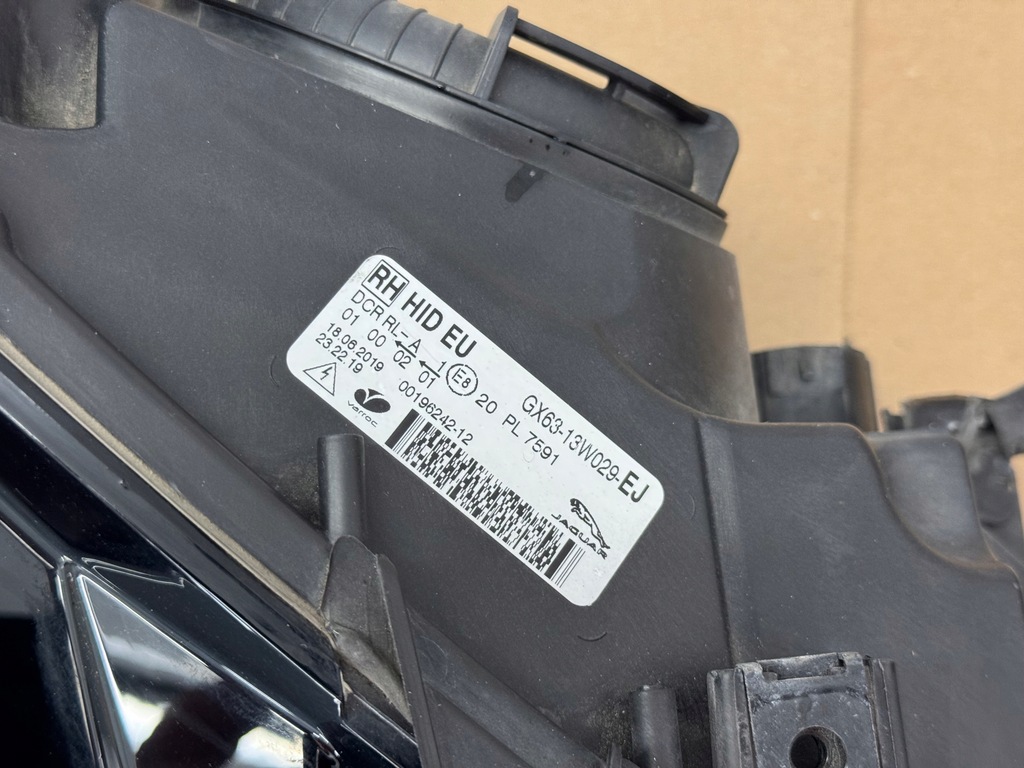 RH HID EU GX63-13W029-EJ
DCR RL A 1 E8 20 PL 7591
01 00 02 01
18.06.2019 00196242-12
23:22:19
varroc
JAGUAR